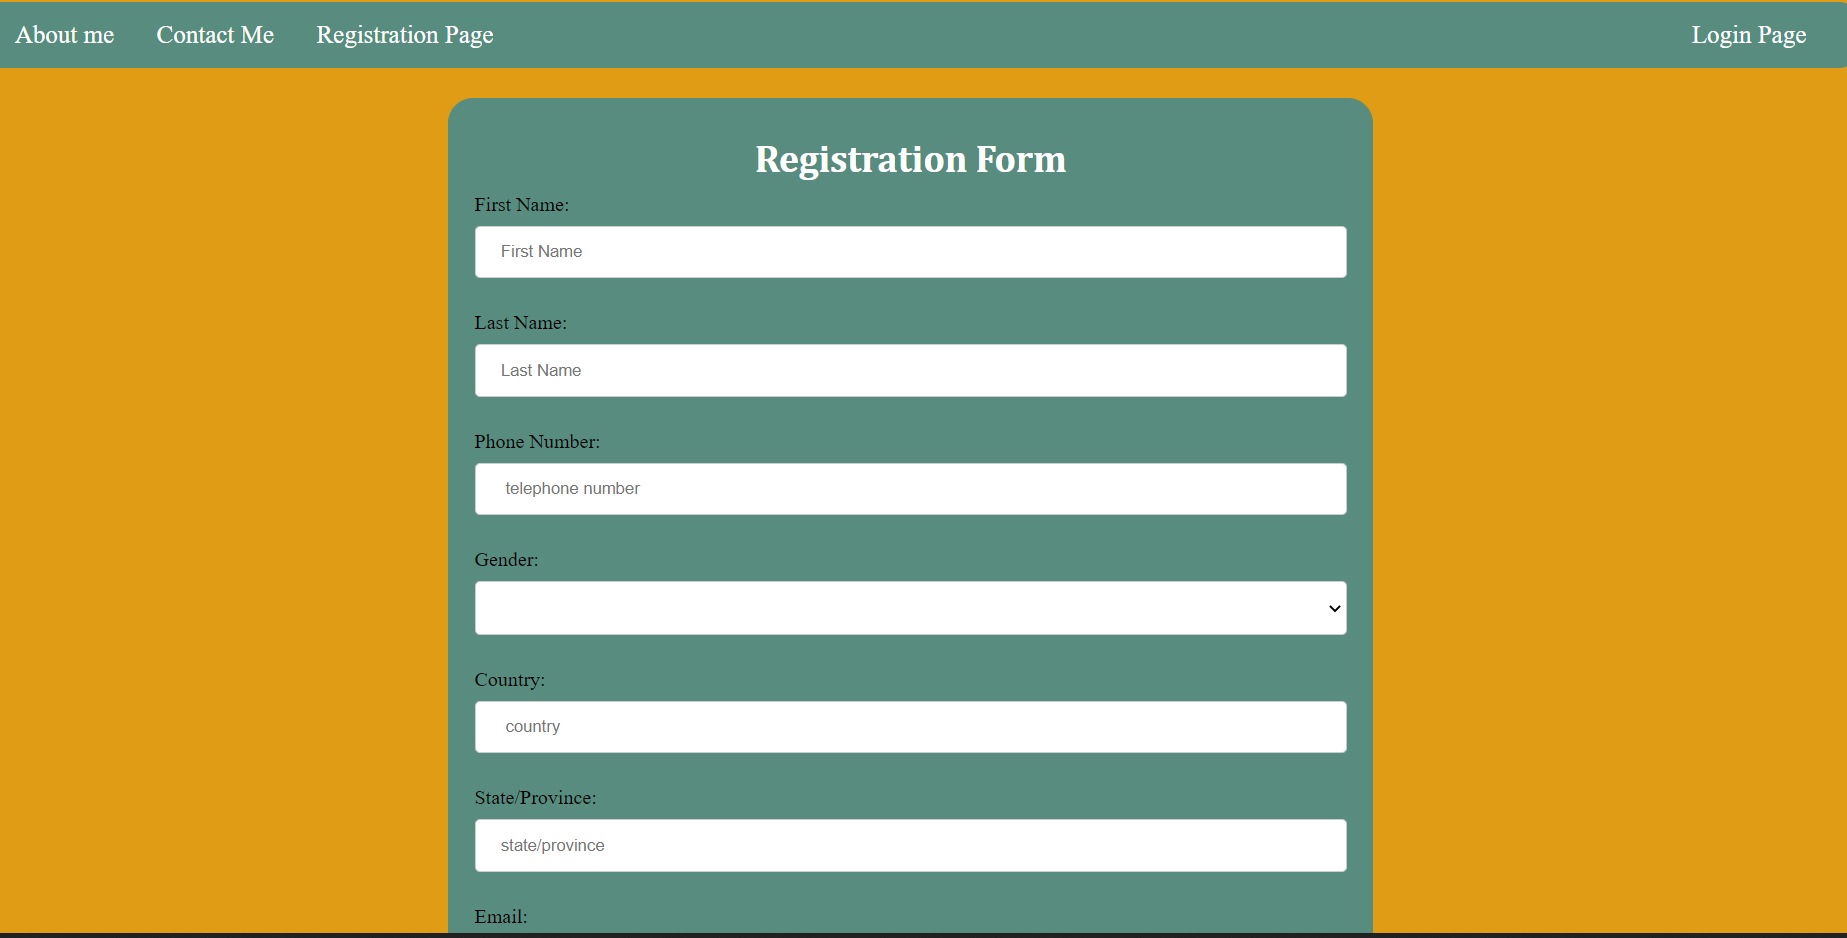 About me Contact Me Registration Page Login Page
Registration Form
First Name:
First Name
Last Name:
Last Name
Phone Number:
telephone number
Gender:
Country:
country
State/Province:
state/province
Email: